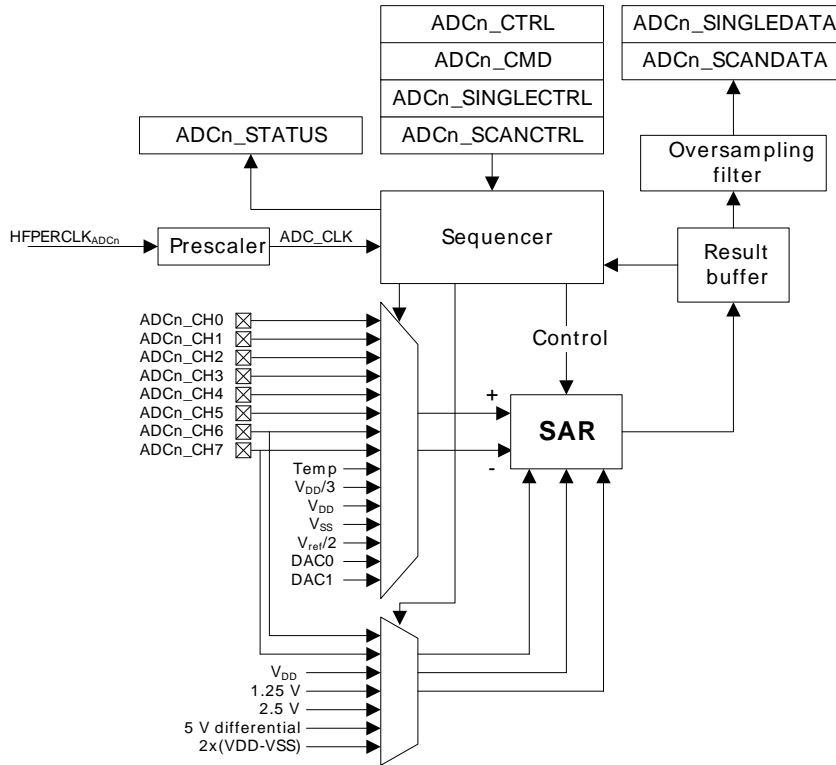 ADCn_CTRL
ADCn_CMD
ADCn_SINGLECTRL
ADCn_SCANCTRL
ADCn_SINGLEDATA
ADCn_SCANDATA
ADCn_STATUS
Oversampling
filter
HFPERCLKADCn
Prescaler
ADC_CLK
Sequencer
Result
buffer
ADCn_CH0
ADCn_CH1
ADCn_CH2
ADCn_CH3
ADCn_CH4
ADCn_CH5
ADCn_CH6
ADCn_CH7
Temp
VDD/3
VDD
VSS
Vref/2
DAC0
DAC1
Control
+
SAR
-
VDD
1.25 V
2.5 V
5 V differential
2x(VDD-VSS)